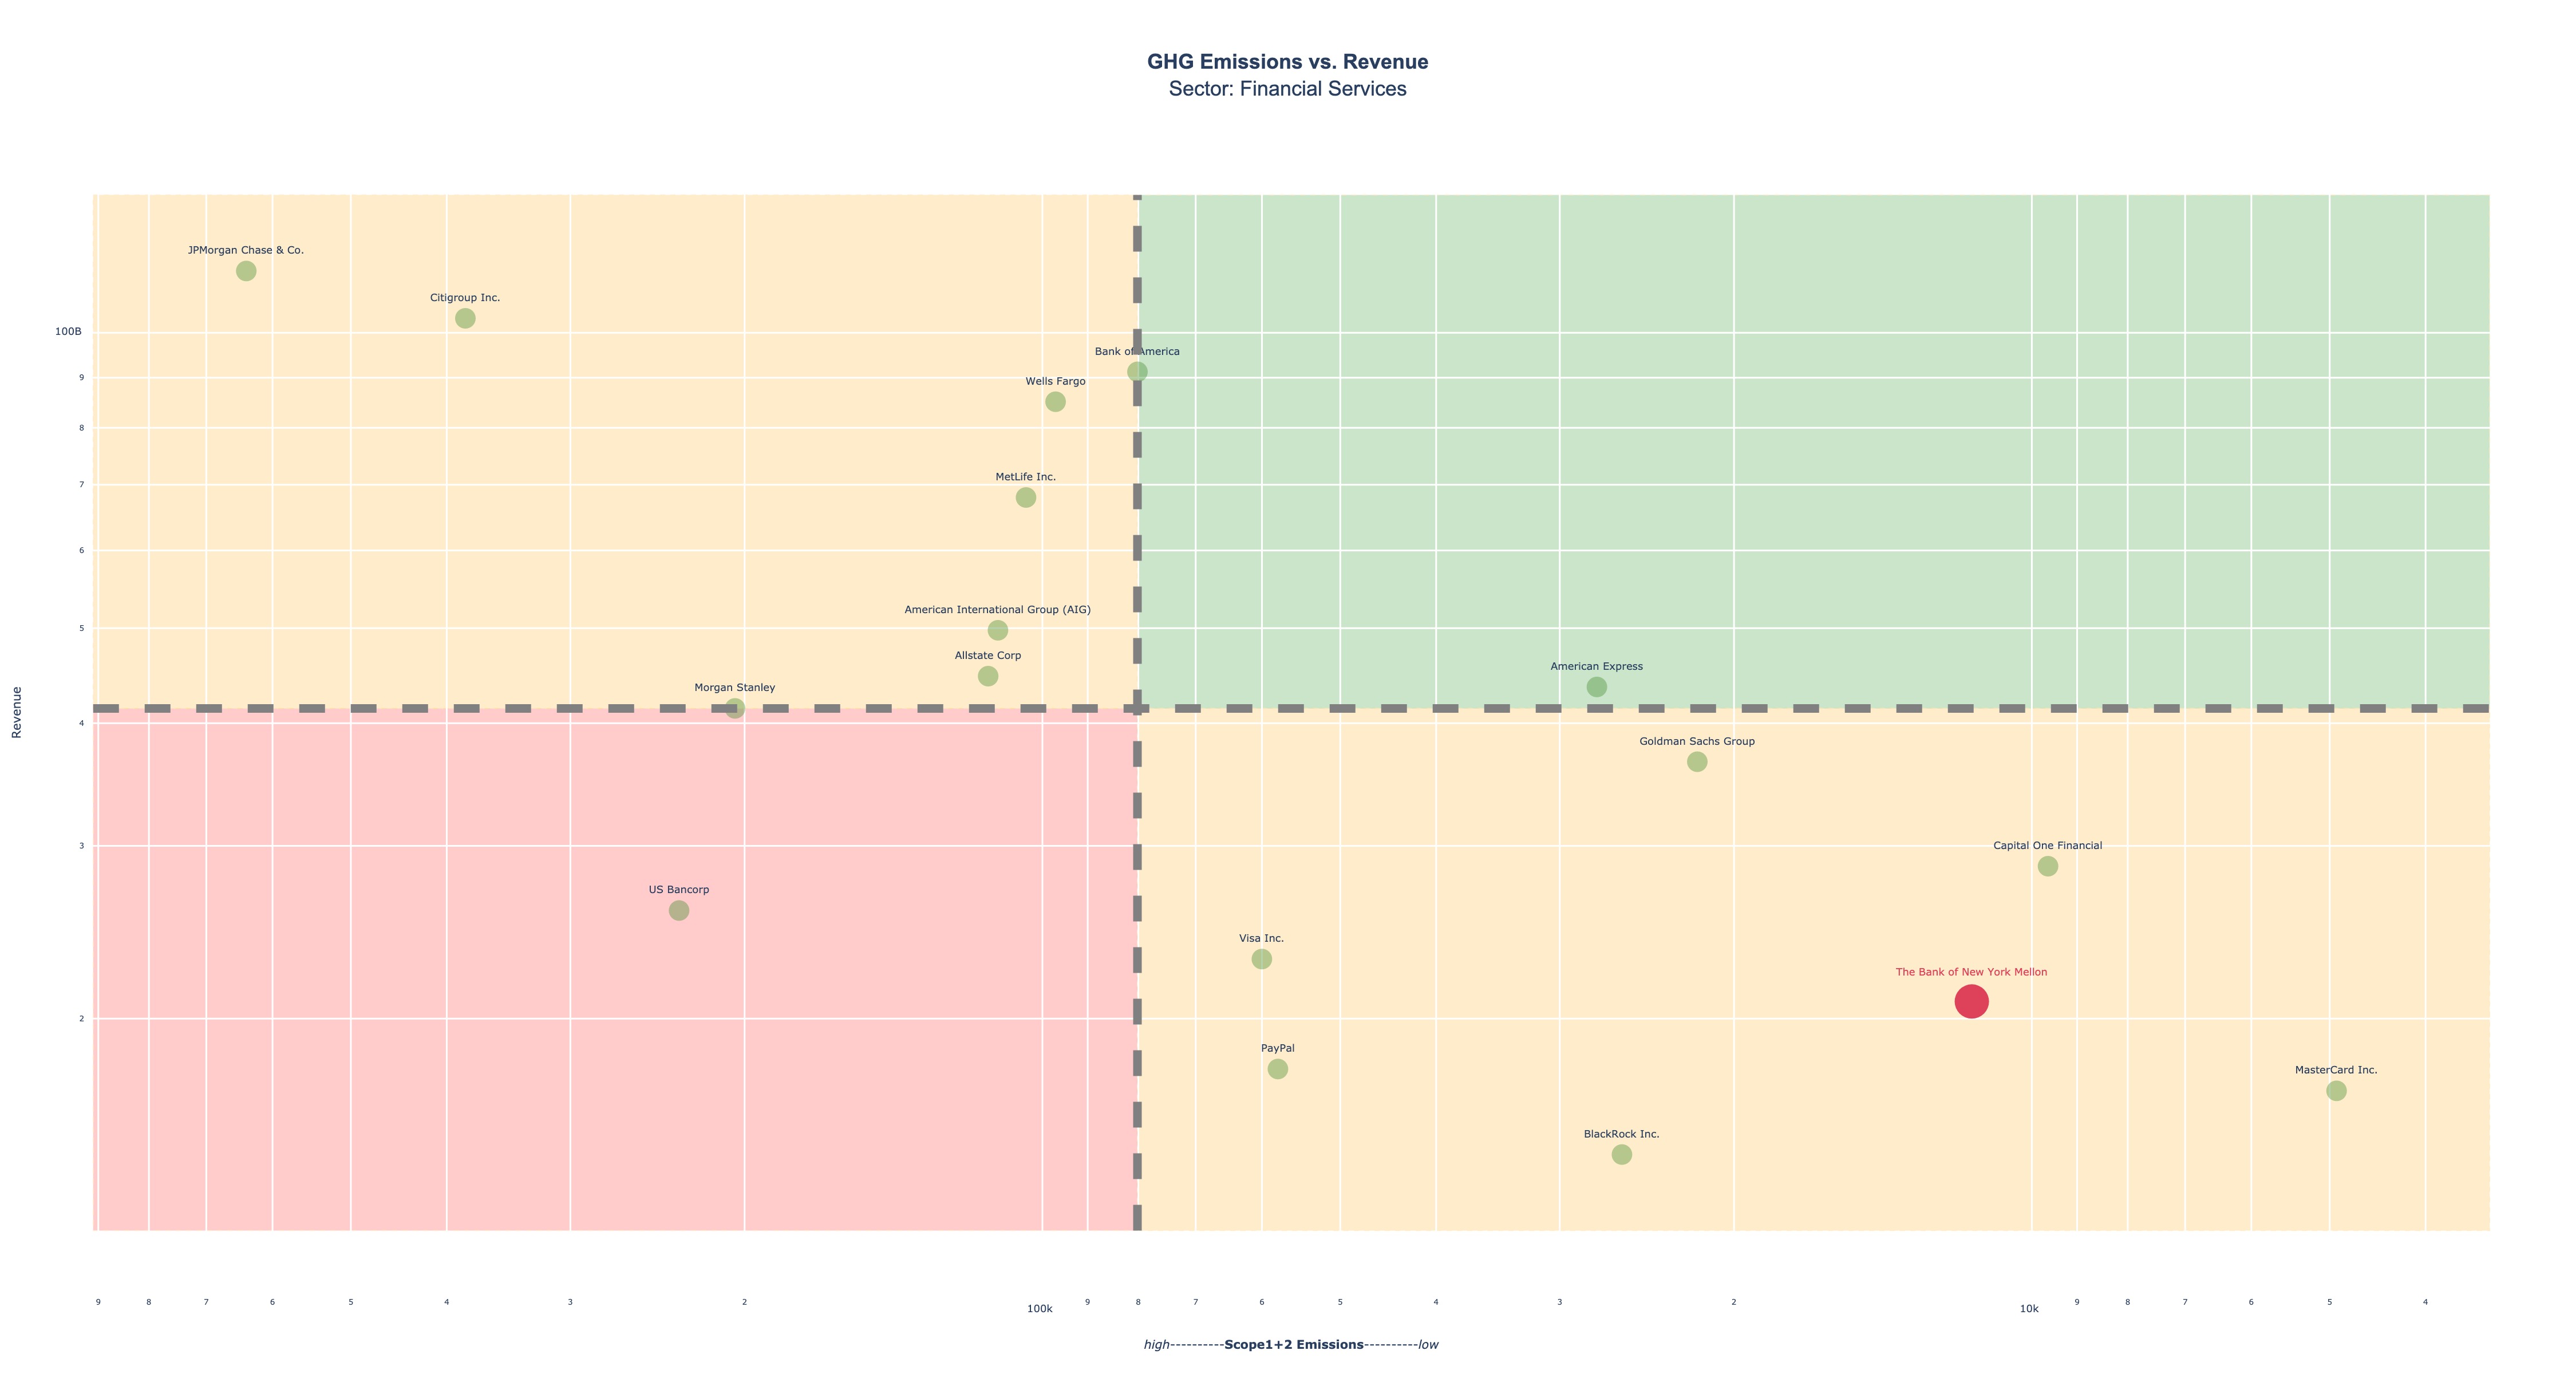 GHG Emissions vs. Revenue
Sector: Financial Services
JPMorgan Chase & Co.
Citigroup Inc.
100B
Bank of America
9
Wells Fargo
8
MetLife Inc.
7
6
American International Group (AIG)
5
Allstate Corp
American Express
Morgan Stanley
Revenue
4
Goldman Sachs Group
3
Capital One Financial
US Bancorp
Visa Inc.
The Bank of New York Mellon
2
PayPal
MasterCard Inc.
BlackRock Inc.
9 8 7 6 5 4 3 2 100k 9 8 7 6 5 4 3 2 10k 9 8 7 6 5 4
high----------Scope1+2 Emissions----------low